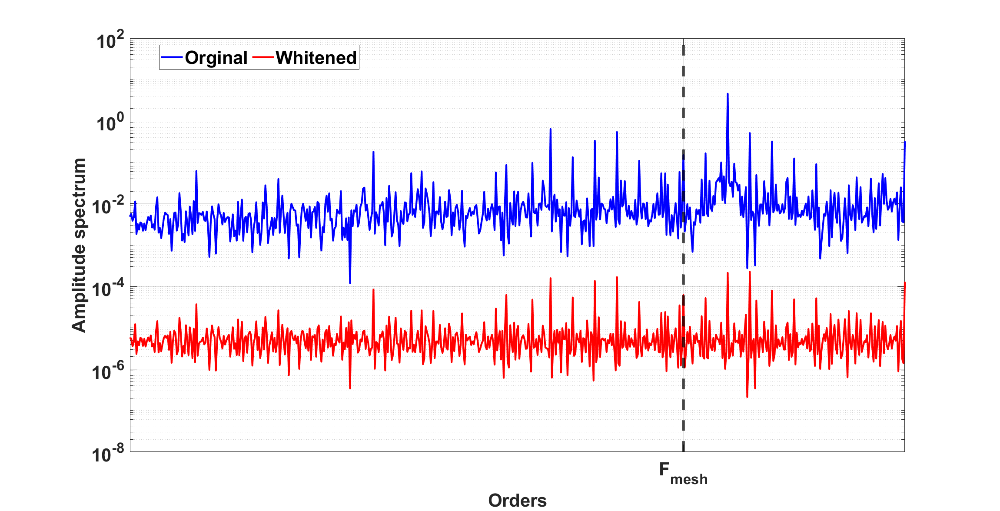 10^2
Orginal Whitened
10^0
10^-2
10^-4
10^-6
10^-8
Amplitude spectrum
F_mesh
Orders